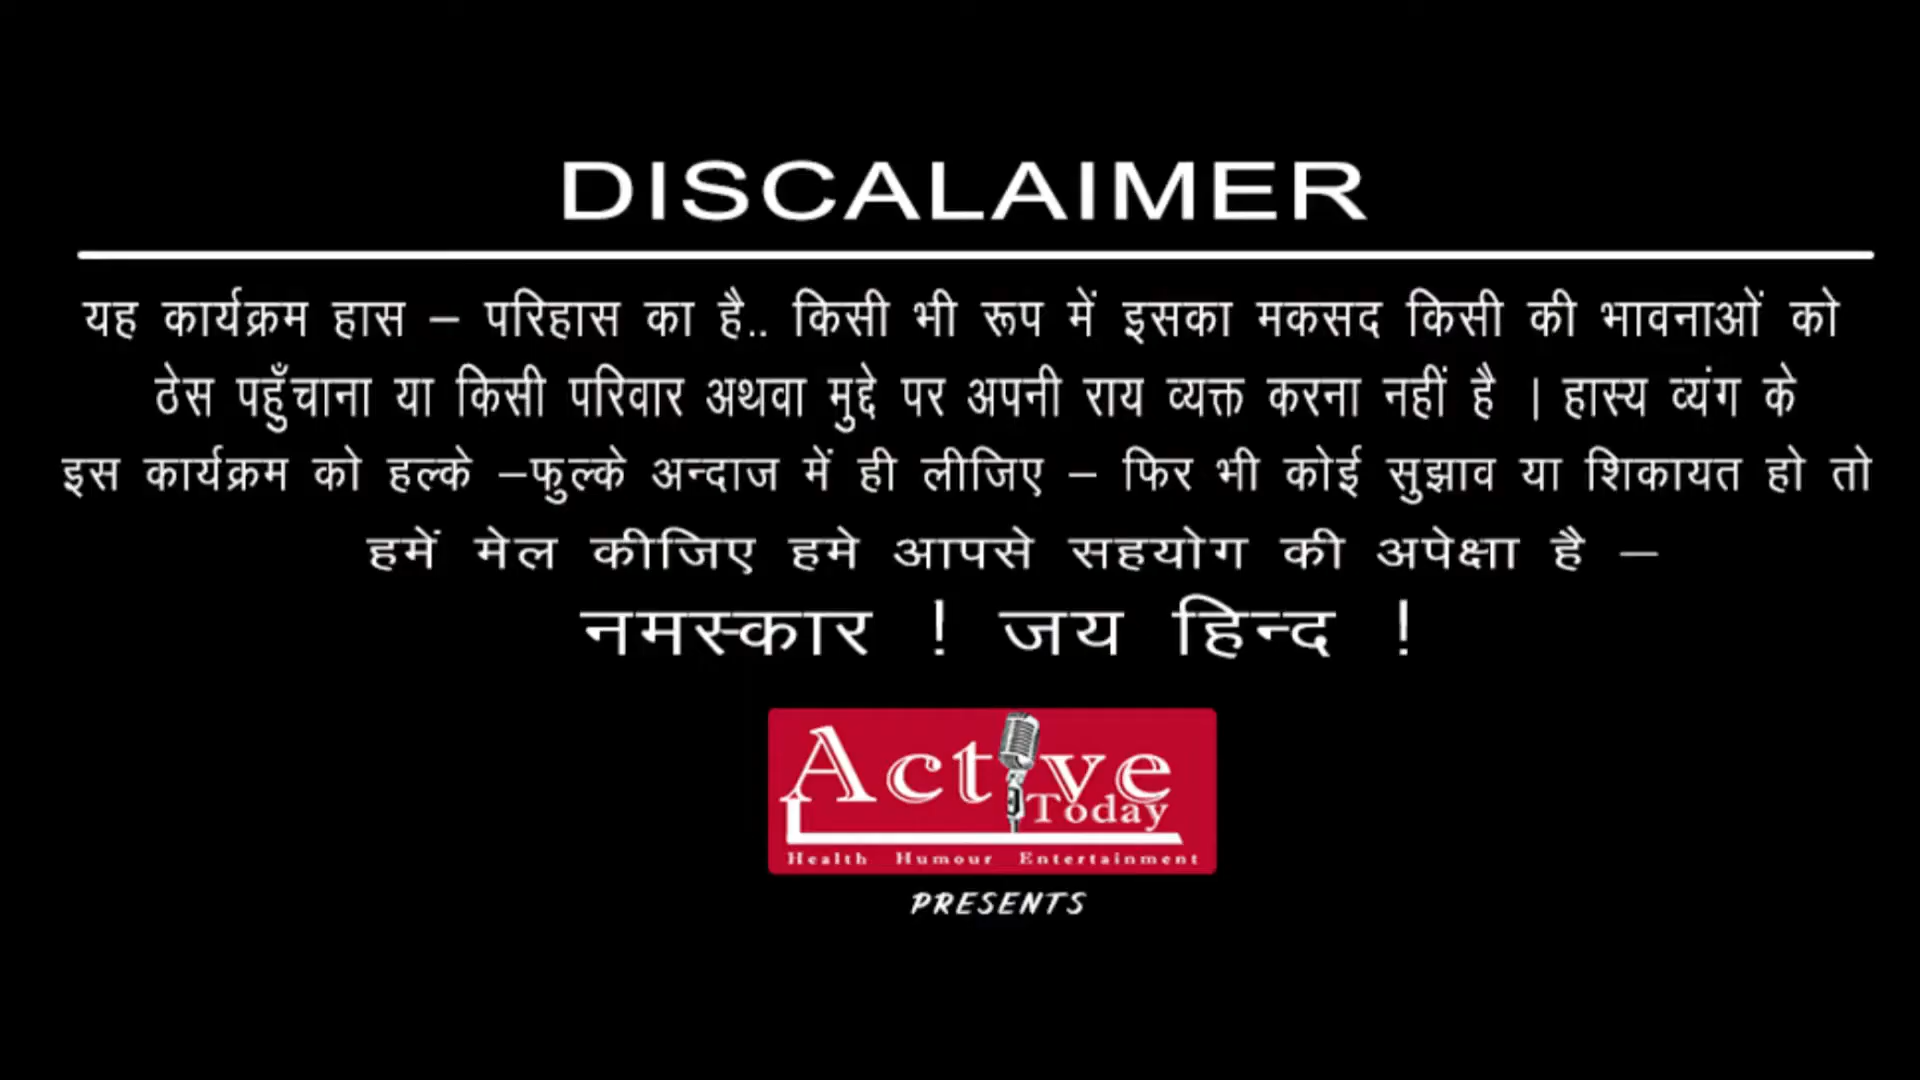 DISCALAIMER
यह कार्यक्रम हास – परिहास का है.. किसी भी रूप में इसका मकसद किसी की भावनाओं को
ठेस पहुँचाना या किसी परिवार अथवा मुद्दे पर अपनी राय व्यक्त करना नहीं है | हास्य व्यंग के
इस कार्यक्रम को हल्के –फुल्के अन्दाज में ही लीजिए – फिर भी कोई सुझाव या शिकायत हो तो
हमें मेल कीजिए हमे आपसे सहयोग की अपेक्षा है –
नमस्कार ! जय हिन्द !
Active
Today
Health Humour Entertainment
PRESENTS